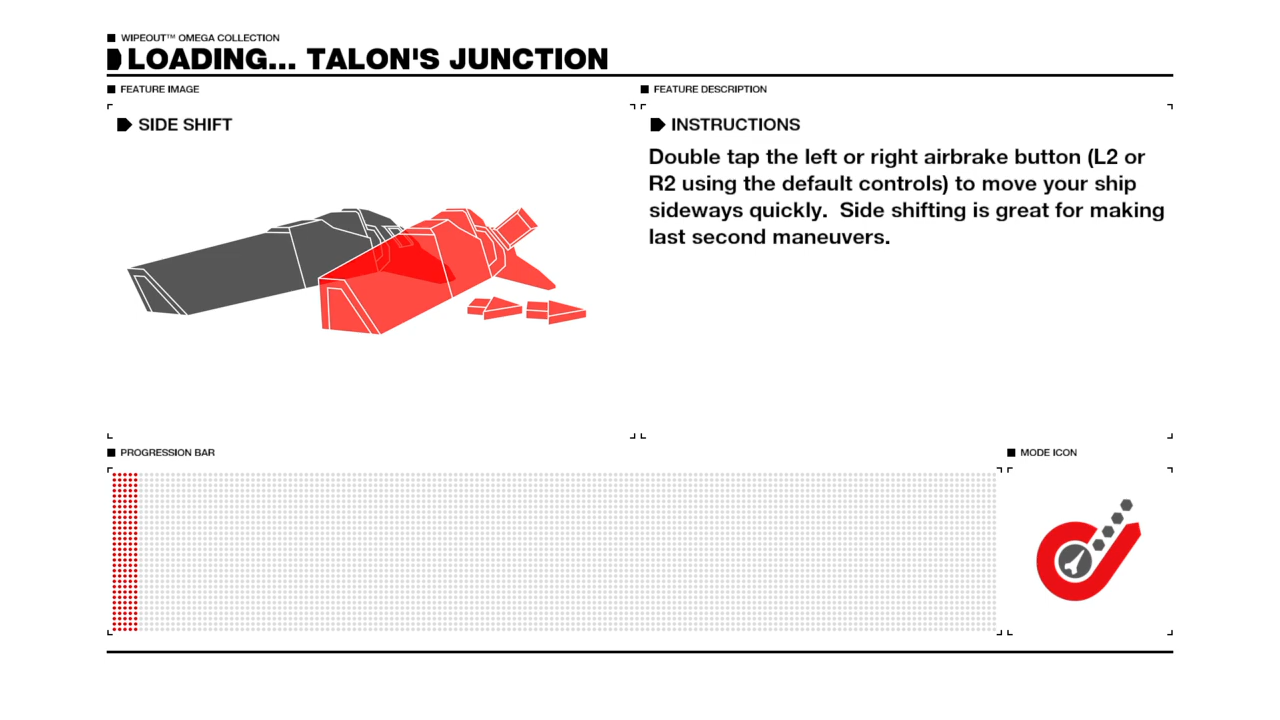 WIPEOUT™ OMEGA COLLECTION
LOADING... TALON'S JUNCTION
FEATURE IMAGE
SIDE SHIFT
FEATURE DESCRIPTION
INSTRUCTIONS
Double tap the left or right airbrake button (L2 or
R2 using the default controls) to move your ship
sideways quickly.  Side shifting is great for making
last second maneuvers.
PROGRESSION BAR
MODE ICON